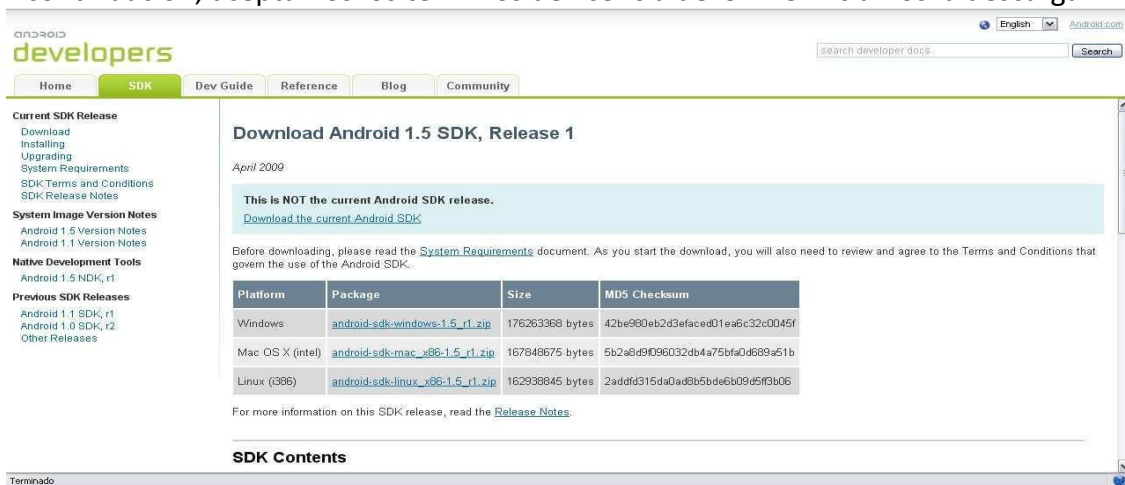 English Android.com
android
developers
search developer docs Search
Home SDK Dev Guide Reference Blog Community
Current SDK Release
Download
Installing
Upgrading
System Requirements
SDK Terms and Conditions
SDK Release Notes
System Image Version Notes
Android 1.5 Version Notes
Android 1.1 Version Notes
Native Development Tools
Android 1.5 NDK, r1
Previous SDK Releases
Android 1.1 SDK, r1
Android 1.0 SDK, r2
Other Releases
Download Android 1.5 SDK, Release 1
April 2009
This is NOT the current Android SDK release.
Download the current Android SDK
Before downloading, please read the System Requirements document. As you start the download, you will also need to review and agree to the Terms and Conditions that
govern the use of the Android SDK.
Platform Package Size MD5 Checksum
Windows android-sdk-windows-1.5_r1.zip 176263368 bytes 42be980eb2d3efaced01ea6c32c0045f
Mac OS X (intel) android-sdk-mac_x86-1.5_r1.zip 167848675 bytes 5b2a8d9f096032db4a75bfa0d689a51b
Linux (i386) android-sdk-linux_x86-1.5_r1.zip 162938845 bytes 2addfd315da0ad8b5bde6b09d5ff3b06
For more information on this SDK release, read the Release Notes.
SDK Contents
Terminado